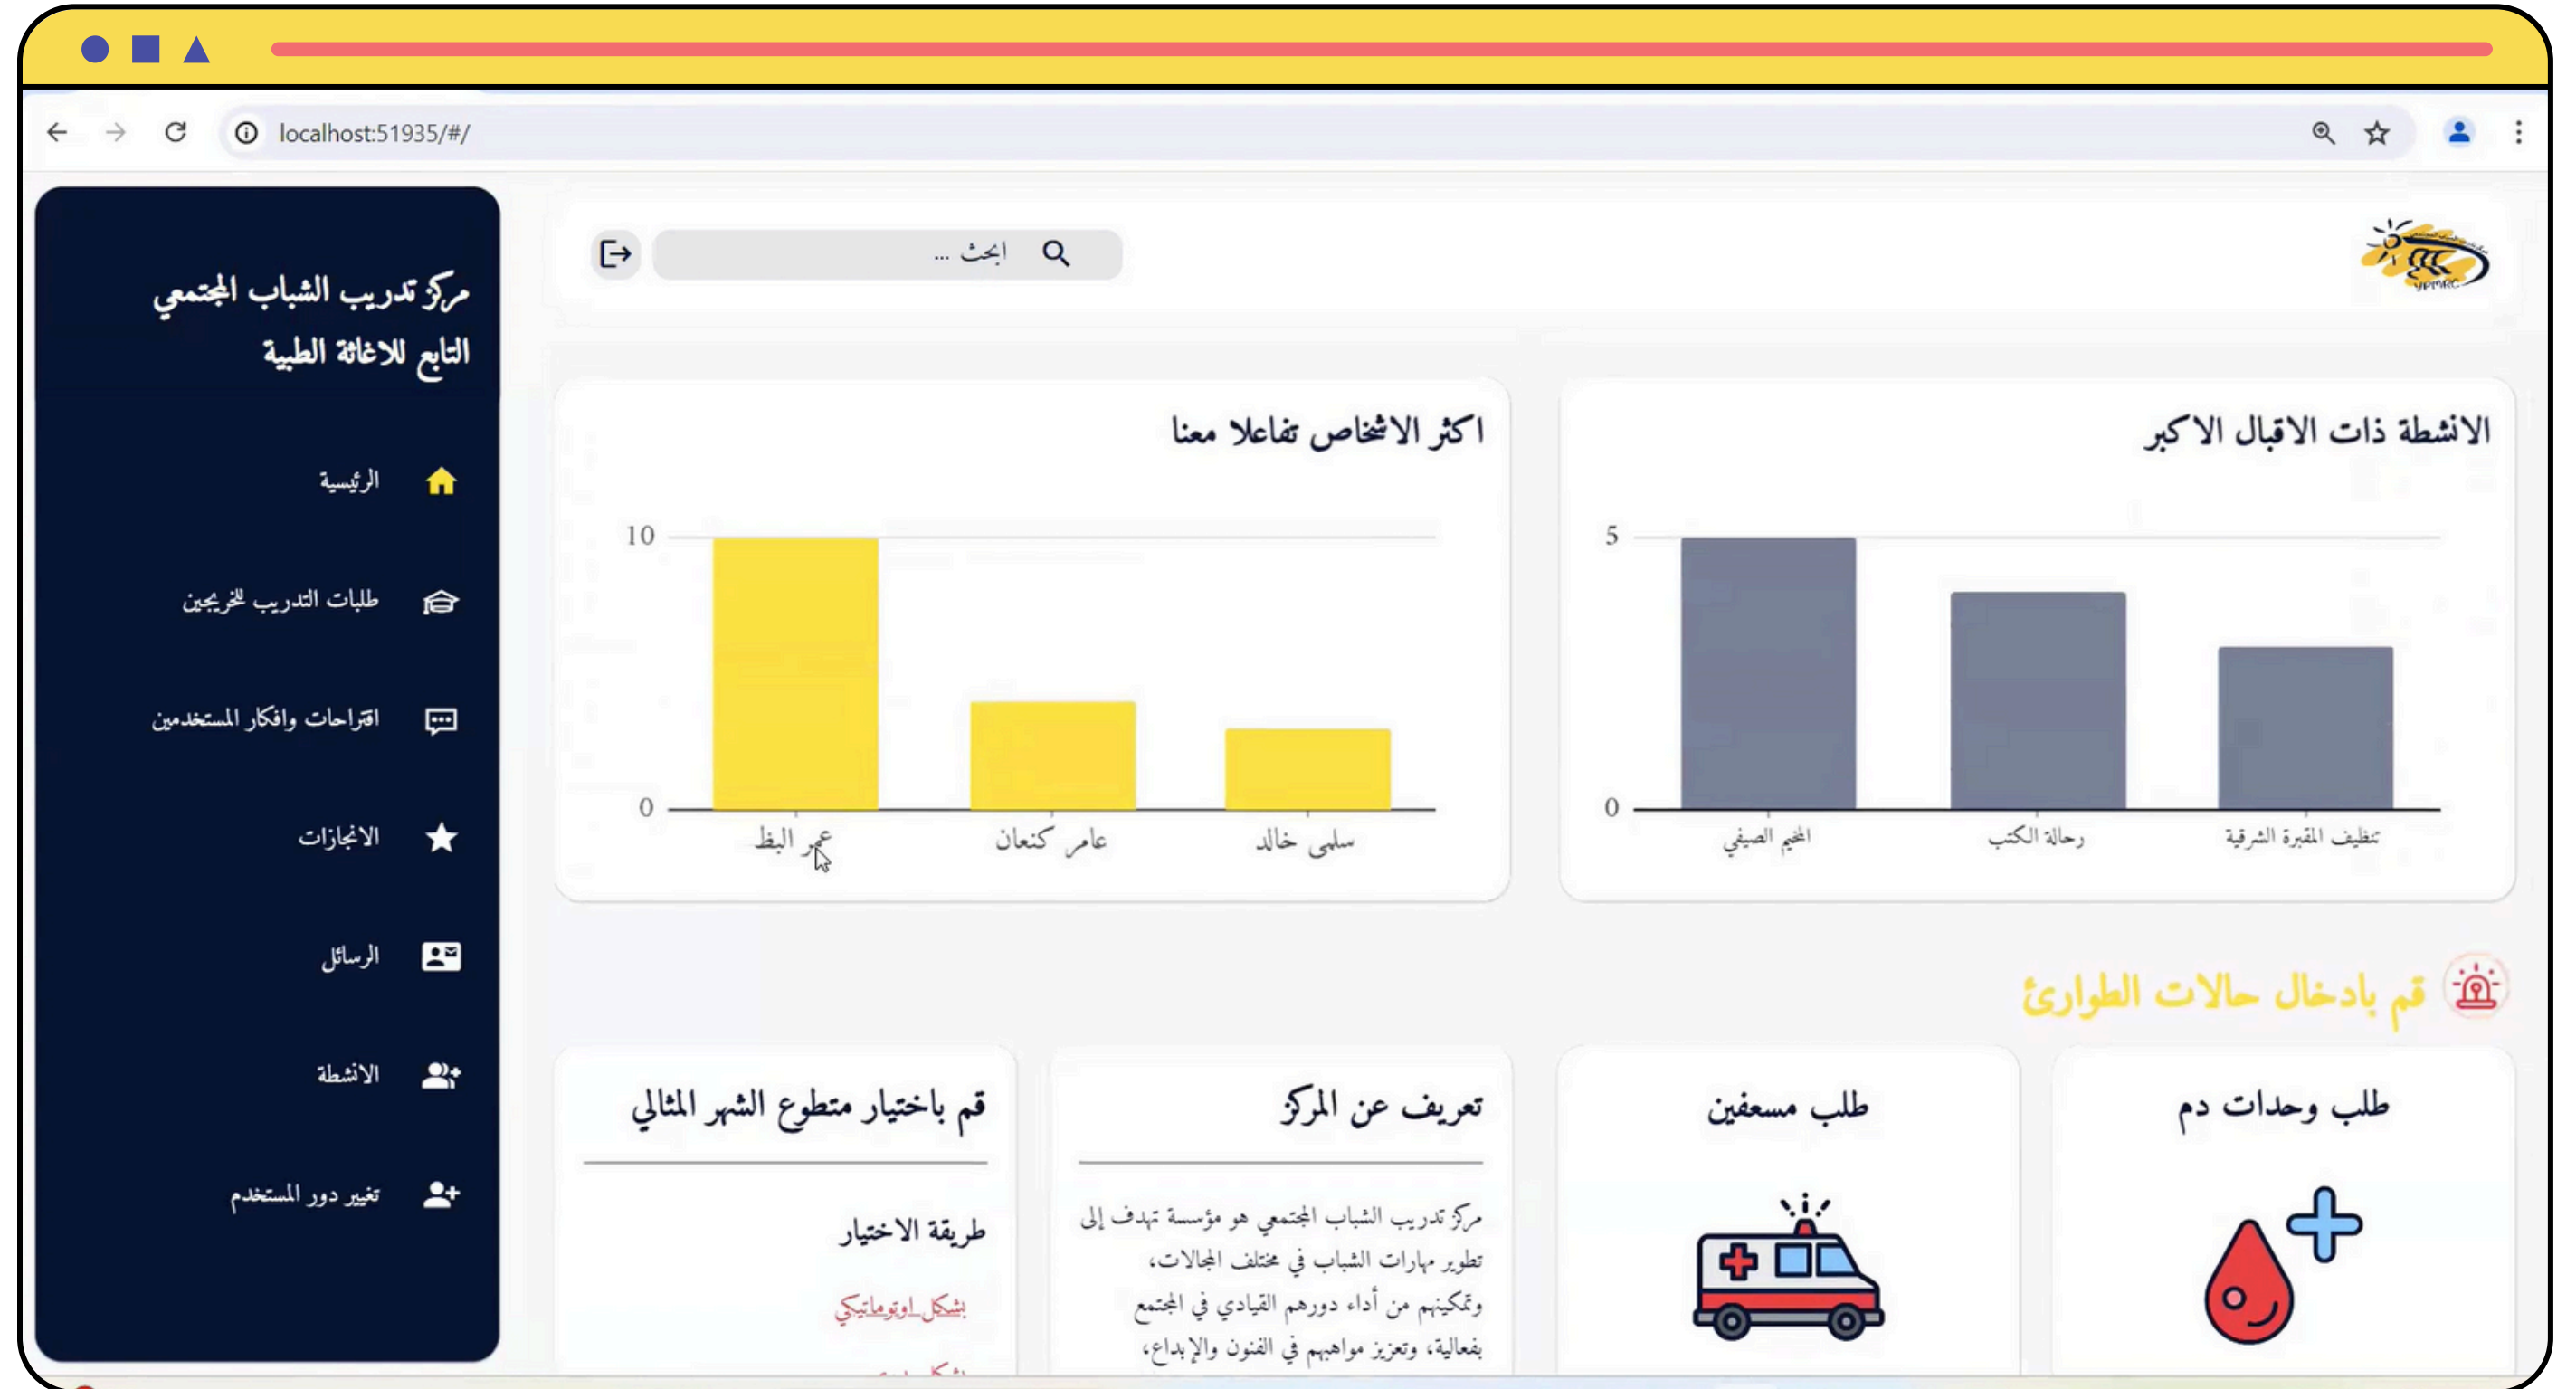 localhost:51935/#/
ابحث ...
YPMRC
مركز تدريب الشباب المجتمعي
التابع للاغاثة الطبية
الرئيسية
طلبات التدريب للخريجين
اقتراحات وافكار المستخدمين
الانجازات
الرسائل
الانشطة
تغيير دور المستخدم
الانشطة ذات الاقبال الاكبر
5
0
المخيم الصيفي
رحالة الكتب
تنظيف المقبرة الشرقية
اكثر الاشخاص تفاعلا معنا
10
0
عمر البظ
عامر كنعان
سلمى خالد
قم بادخال حالات الطوارئ
طلب وحدات دم
طلب مسعفين
تعريف عن المركز
مركز تدريب الشباب المجتمعي هو مؤسسة تهدف إلى
تطوير مهارات الشباب في مختلف المجالات،
وتمكينهم من أداء دورهم القيادي في المجتمع
بفعالية، وتعزيز مواهبهم في الفنون والإبداع،
قم باختيار متطوع الشهر المثالي
طريقة الاختيار
بشكل اوتوماتيكي